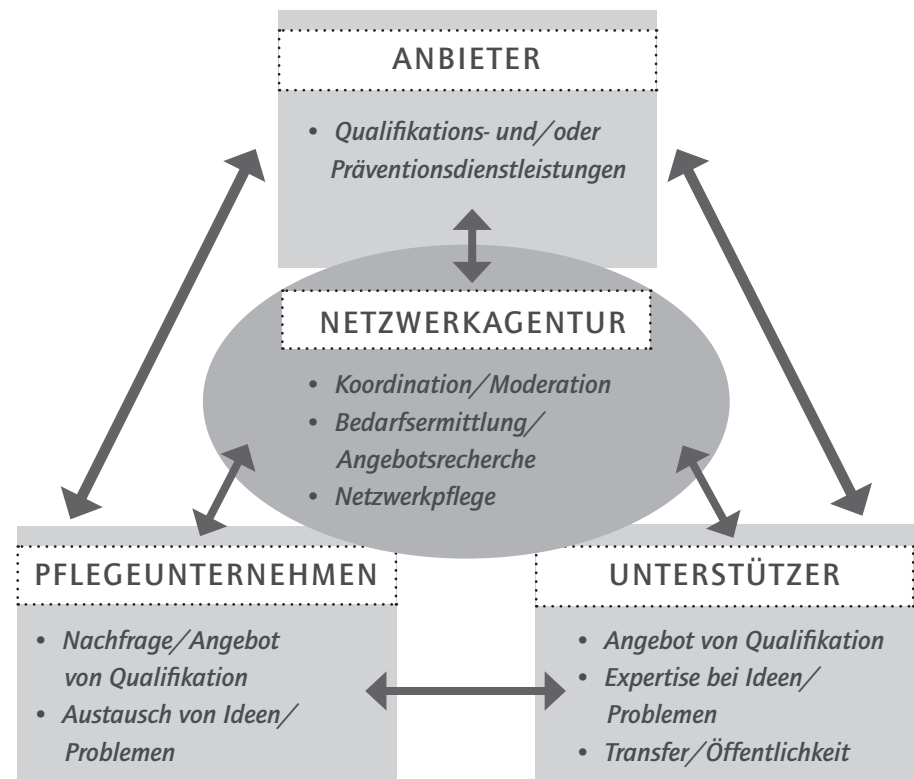 ANBIETER
• Qualifikations- und/oder
Präventionsdienstleistungen
NETZWERKAGENTUR
• Koordination/Moderation
• Bedarfsermittlung/
Angebotsrecherche
• Netzwerkpflege
PFLEGEUNTERNEHMEN
• Nachfrage/Angebot
von Qualifikation
• Austausch von Ideen/
Problemen
UNTERSTÜTZER
• Angebot von Qualifikation
• Expertise bei Ideen/
Problemen
• Transfer/Öffentlichkeit